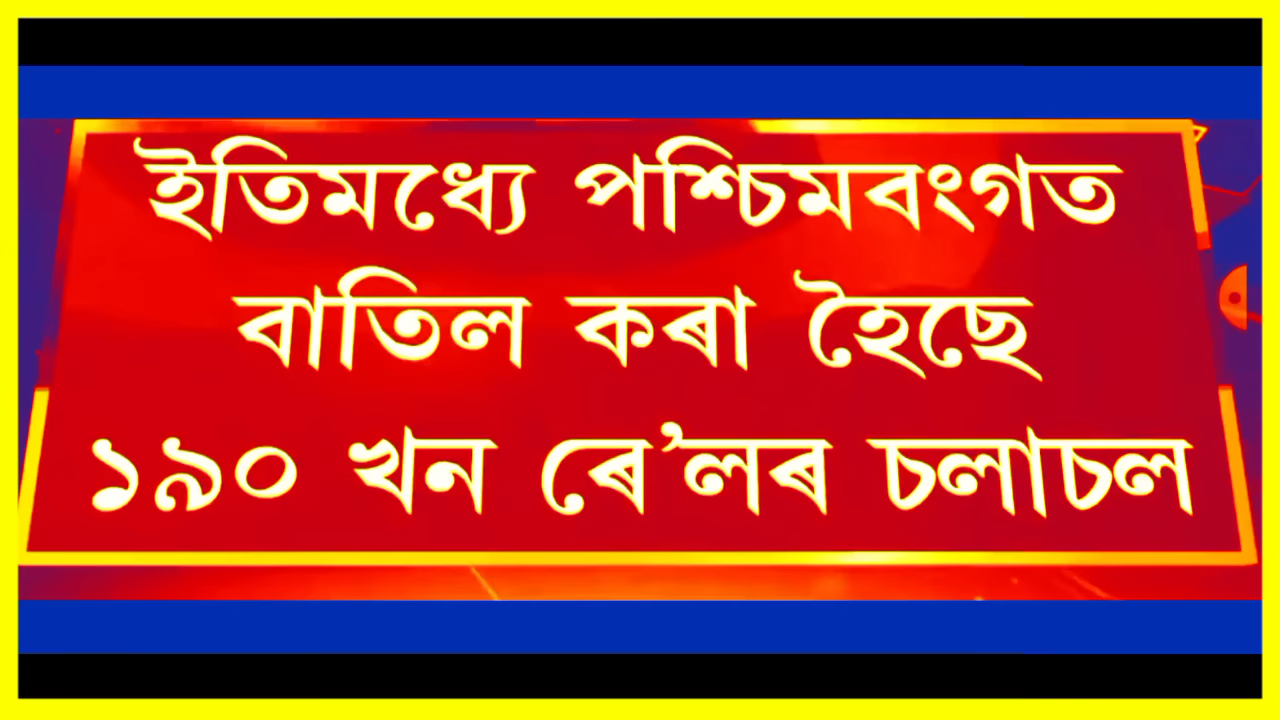 ইতিমধ্যে পশ্চিমবংগত
বাতিল কৰা হৈছে
১৯০ খন ৰে'লৰ চলাচল